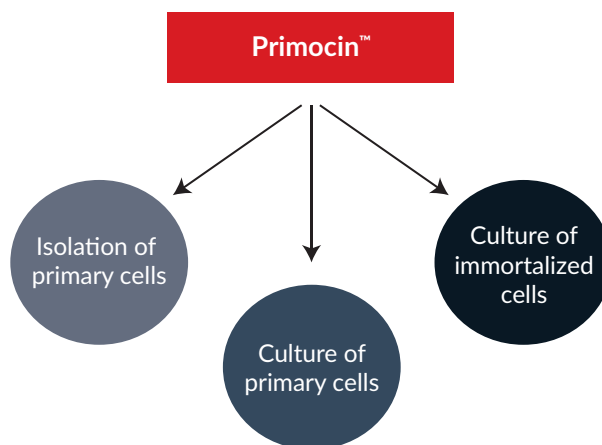 Primocin™
Isolation of
primary cells
Culture of
primary cells
Culture of
immortalized
cells